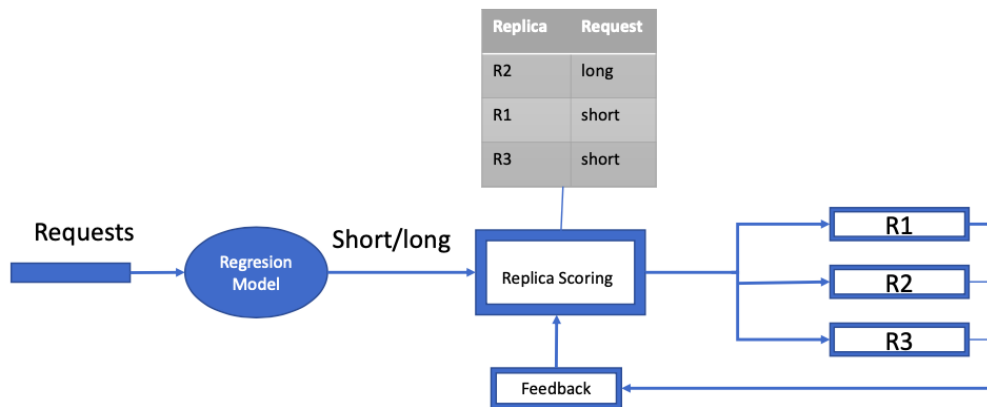 Replica Request
R2 long
R1 short
R3 short
Requests
Regresion
Model
Short/long
Replica Scoring
R1
R2
R3
Feedback